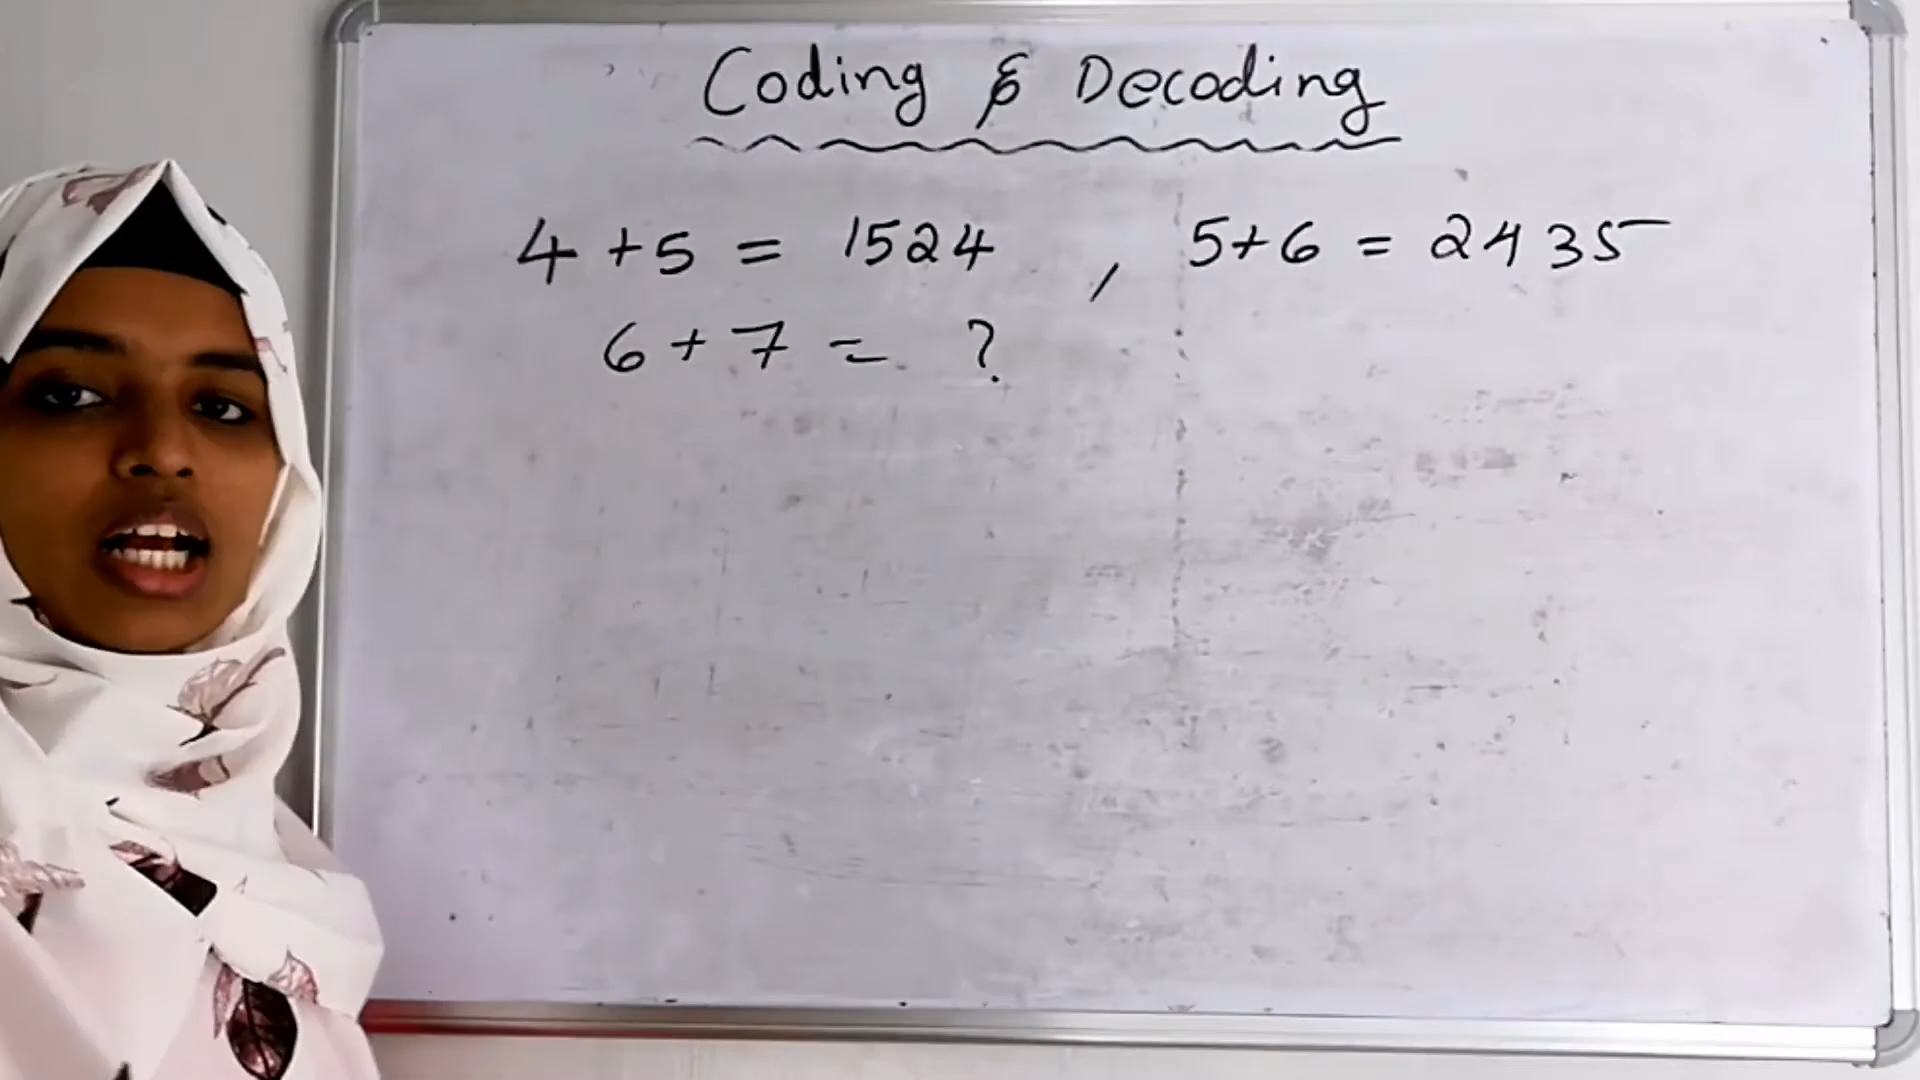 Coding & Decoding
4 + 5 = 1524 , 5+6 = 2435
6 + 7 = ?